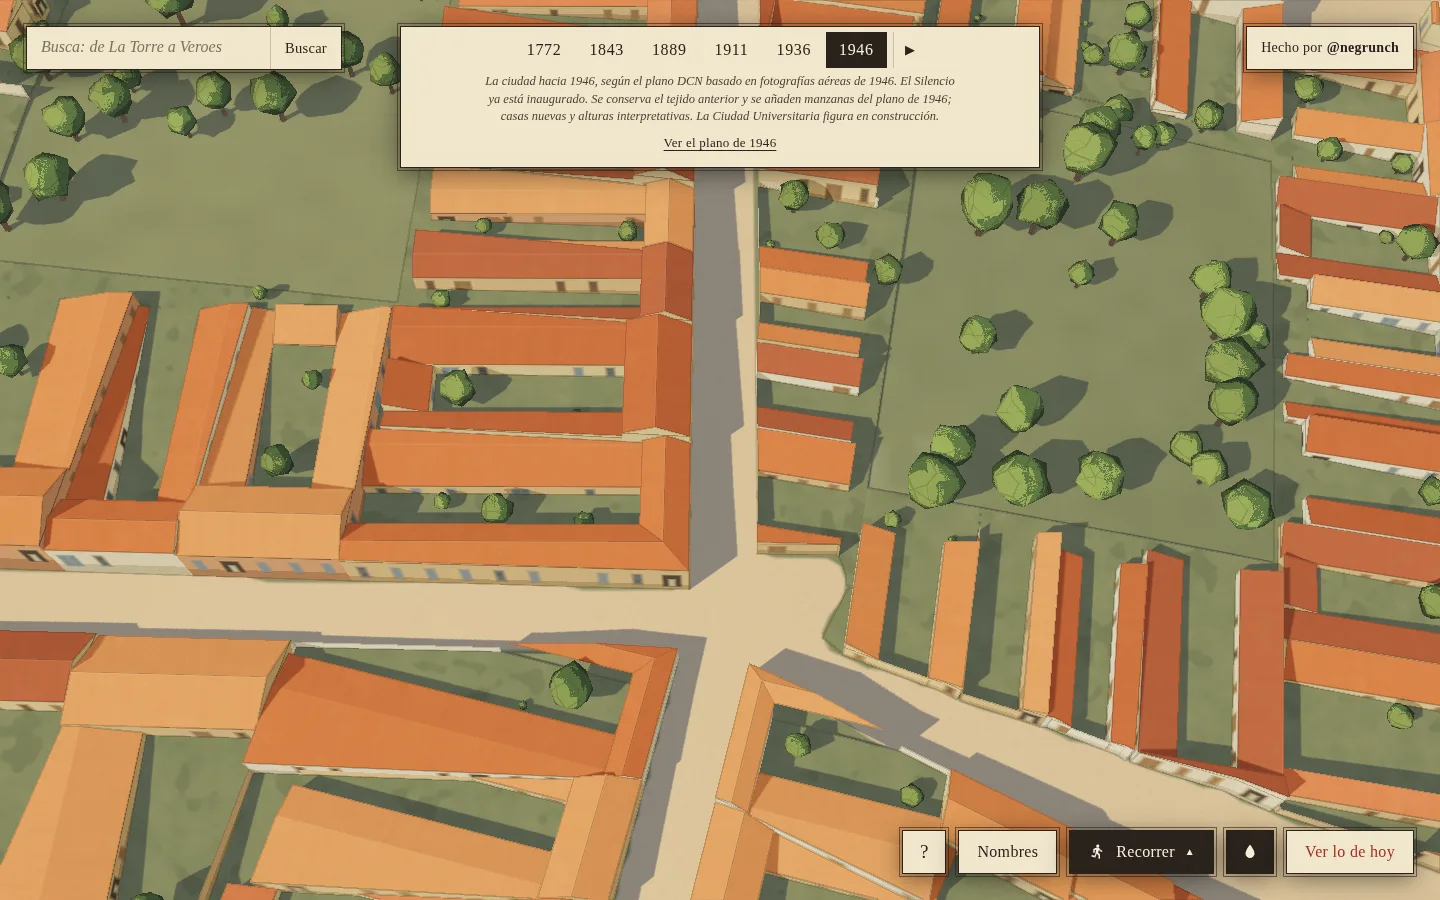 Busca: de La Torre a Veroes
Buscar
1772 1843 1889 1911 1936 1946 ▶
La ciudad hacia 1946, según el plano DCN basado en fotografías aéreas de 1946. El Silencio
ya está inaugurado. Se conserva el tejido anterior y se añaden manzanas del plano de 1946;
casas nuevas y alturas interpretativas. La Ciudad Universitaria figura en construcción.
Ver el plano de 1946
Hecho por @negrunch
?
Nombres
Recorrer ▲
Ver lo de hoy